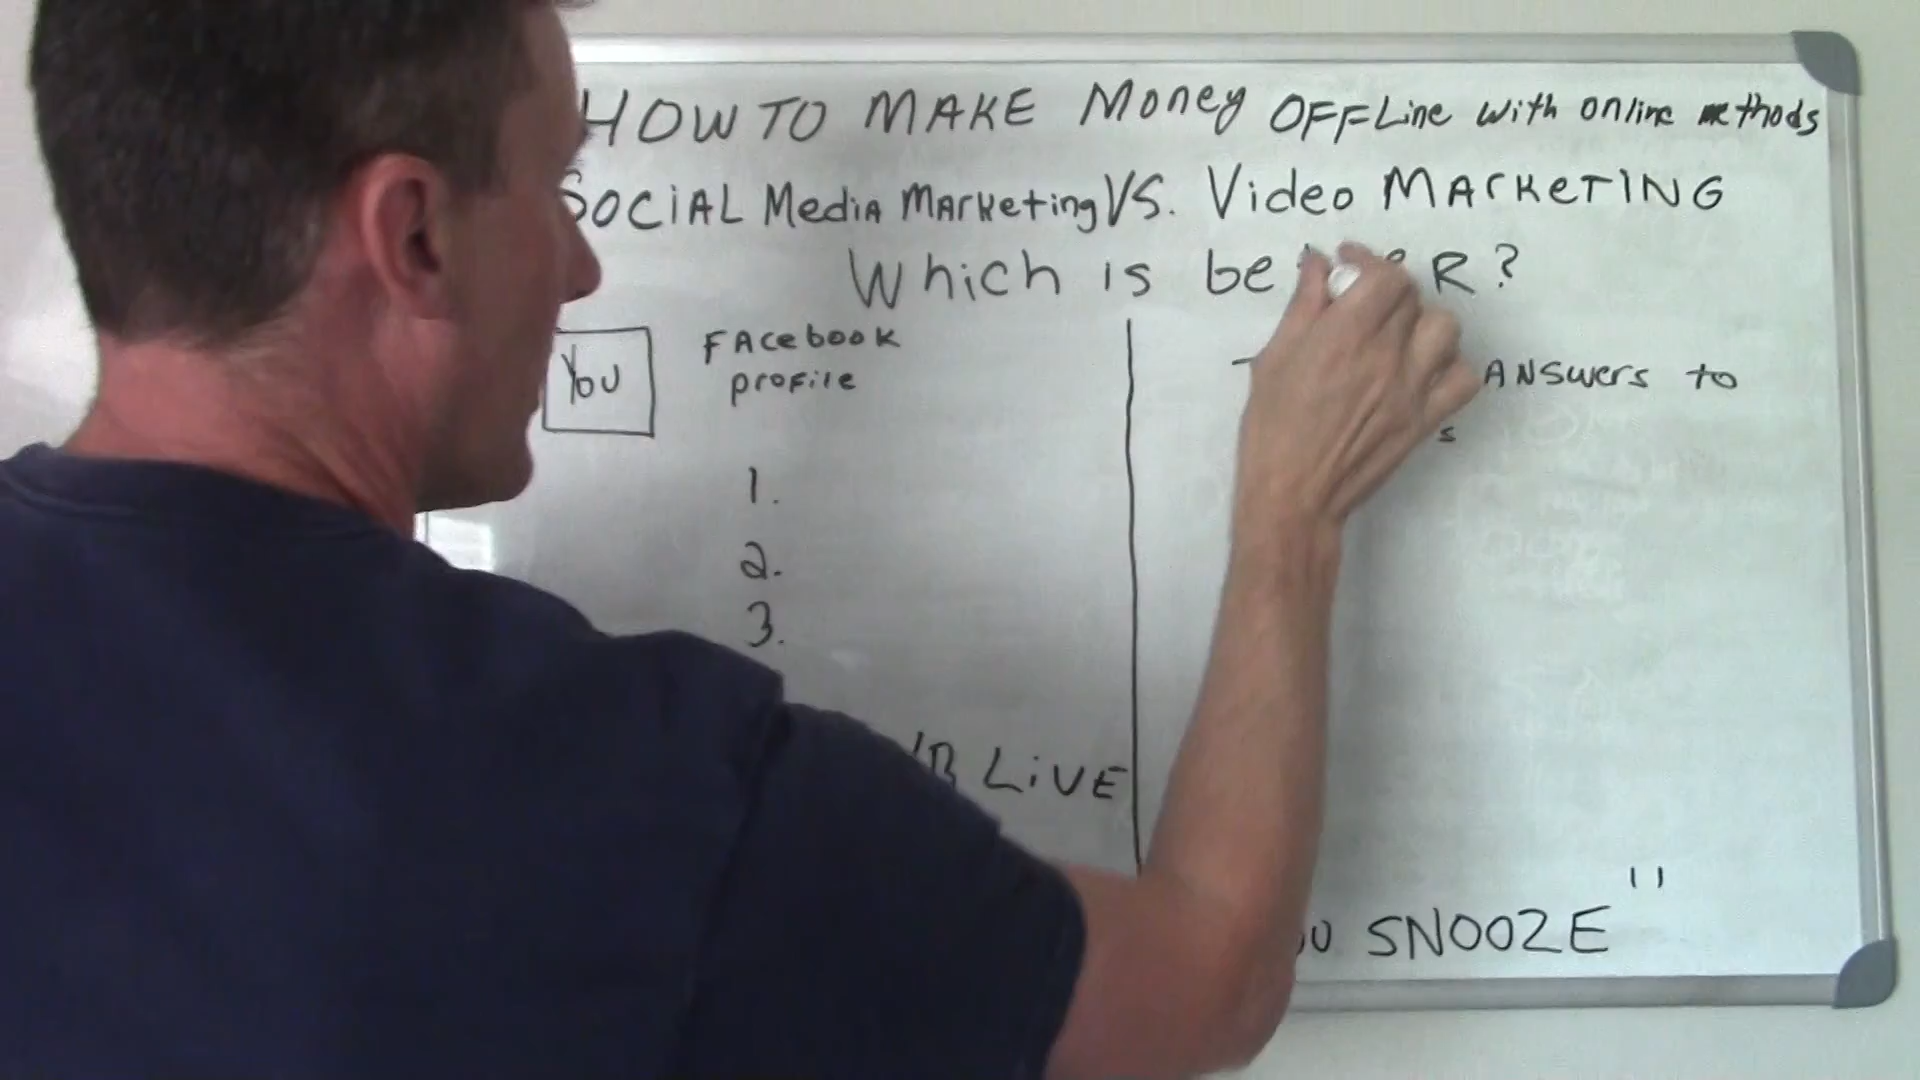 HOW TO MAKE Money OFFLine with online methods
SOCiAL MediA MArketing VS. Video MArKeTING
Which is R?
You
FAcebook
profile
ANSwers to
1.
2.
3.
LiVE
SNOOZE"